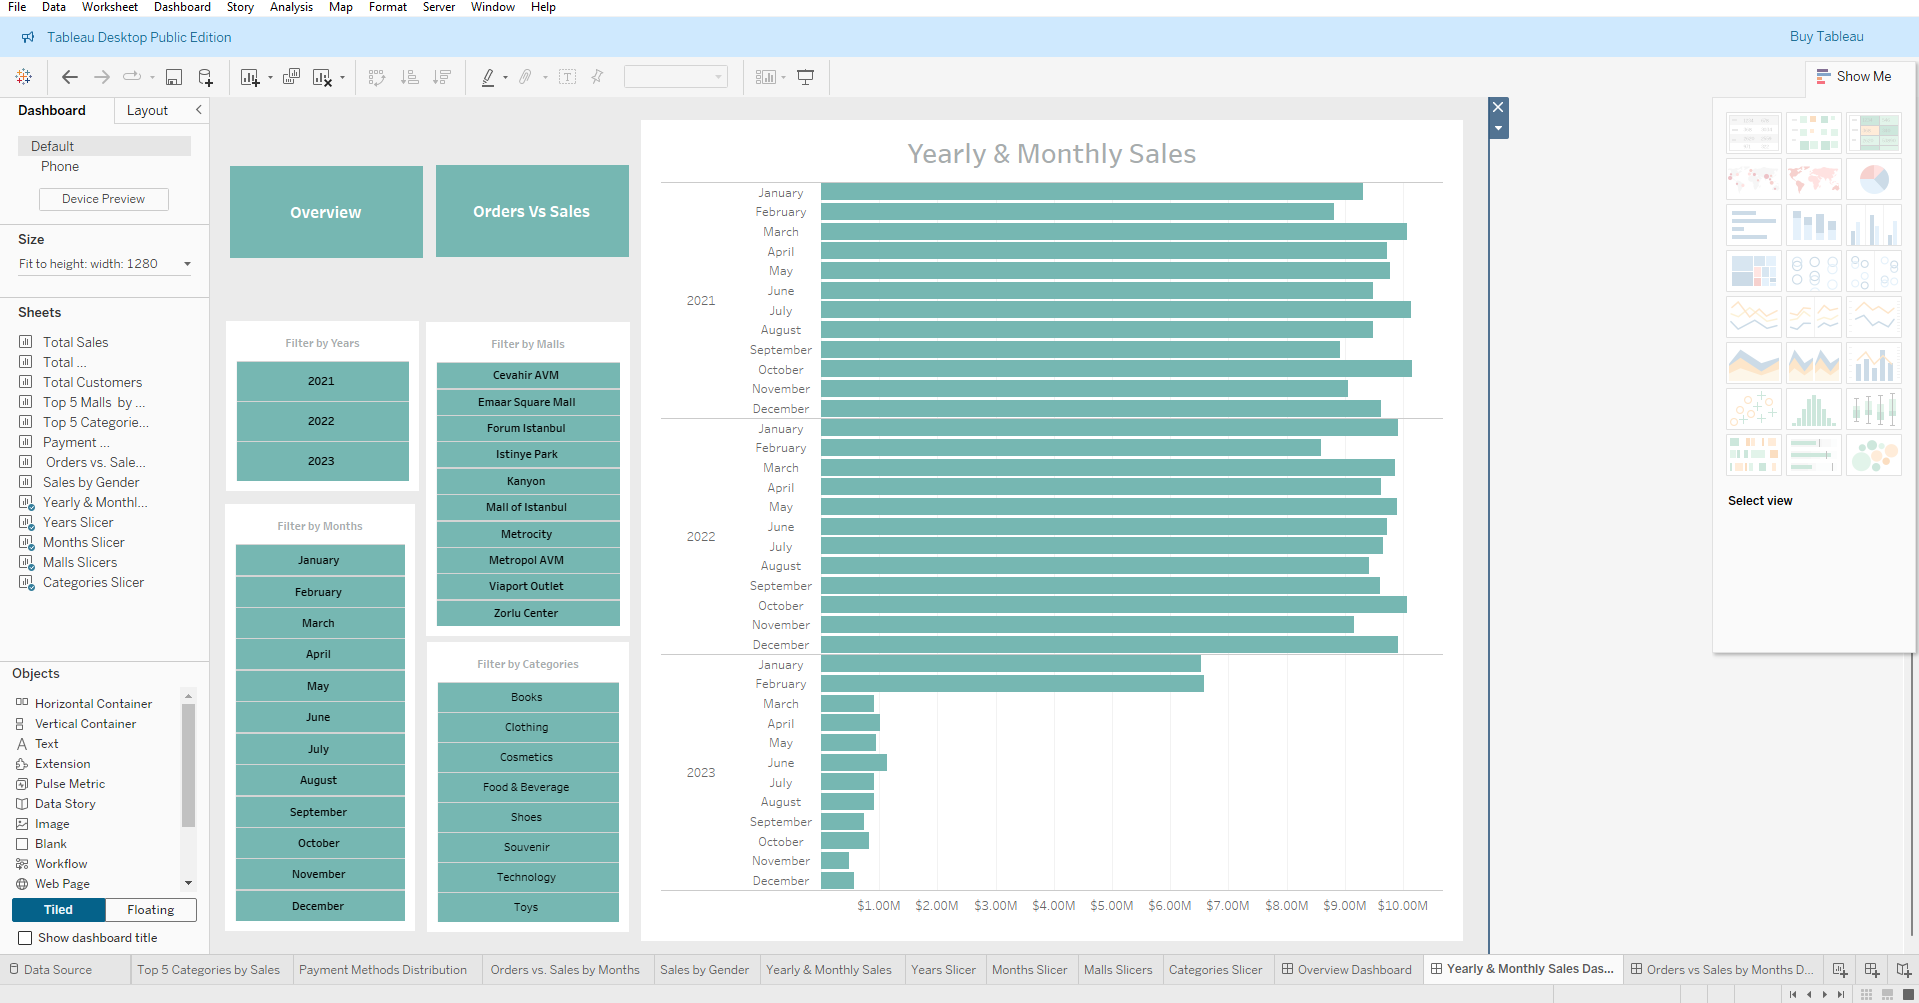 File Data Worksheet Dashboard Story Analysis Map Format Server Window Help
Tableau Desktop Public Edition
Buy Tableau
Show Me
Dashboard
Layout
Default
Phone
Device Preview
Size
Fit to height: width: 1280
Sheets
Total Sales
Total ...
Total Customers
Top 5 Malls by ...
Top 5 Categorie...
Payment ...
Orders vs. Sale...
Sales by Gender
Yearly & Monthl...
Years Slicer
Months Slicer
Malls Slicers
Categories Slicer
Objects
Horizontal Container
Vertical Container
Text
Extension
Pulse Metric
Data Story
Image
Blank
Workflow
Web Page
Tiled
Floating
Show dashboard title
Overview
Orders Vs Sales
Filter by Years
2021
2022
2023
Filter by Months
January
February
March
April
May
June
July
August
September
October
November
December
Filter by Malls
Cevahir AVM
Emaar Square Mall
Forum Istanbul
Istinye Park
Kanyon
Mall of Istanbul
Metrocity
Metropol AVM
Viaport Outlet
Zorlu Center
Filter by Categories
Books
Clothing
Cosmetics
Food & Beverage
Shoes
Souvenir
Technology
Toys
Yearly & Monthly Sales
2021
January
February
March
April
May
June
July
August
September
October
November
December
2022
January
February
March
April
May
June
July
August
September
October
November
December
2023
January
February
March
April
May
June
July
August
September
October
November
December
$1.00M $2.00M $3.00M $4.00M $5.00M $6.00M $7.00M $8.00M $9.00M $10.00M
Select view
Data Source
Top 5 Categories by Sales
Payment Methods Distribution
Orders vs. Sales by Months
Sales by Gender
Yearly & Monthly Sales
Years Slicer
Months Slicer
Malls Slicers
Categories Slicer
Overview Dashboard
Yearly & Monthly Sales Das...
Orders vs Sales by Months D...